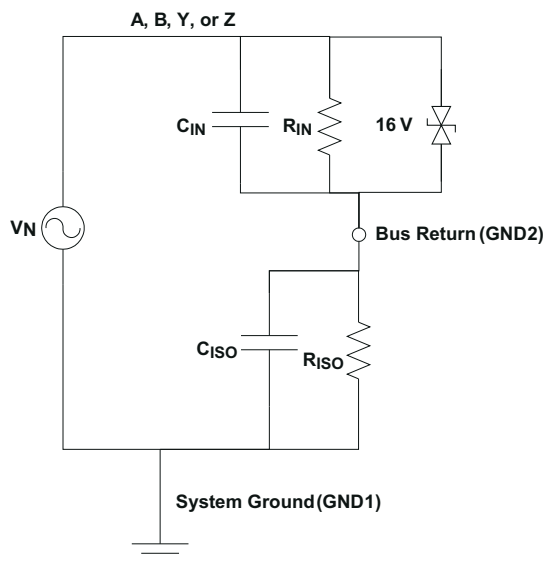 A, B, Y, or Z
CIN
RIN
16 V
VN
Bus Return (GND2)
CISO
RISO
System Ground (GND1)